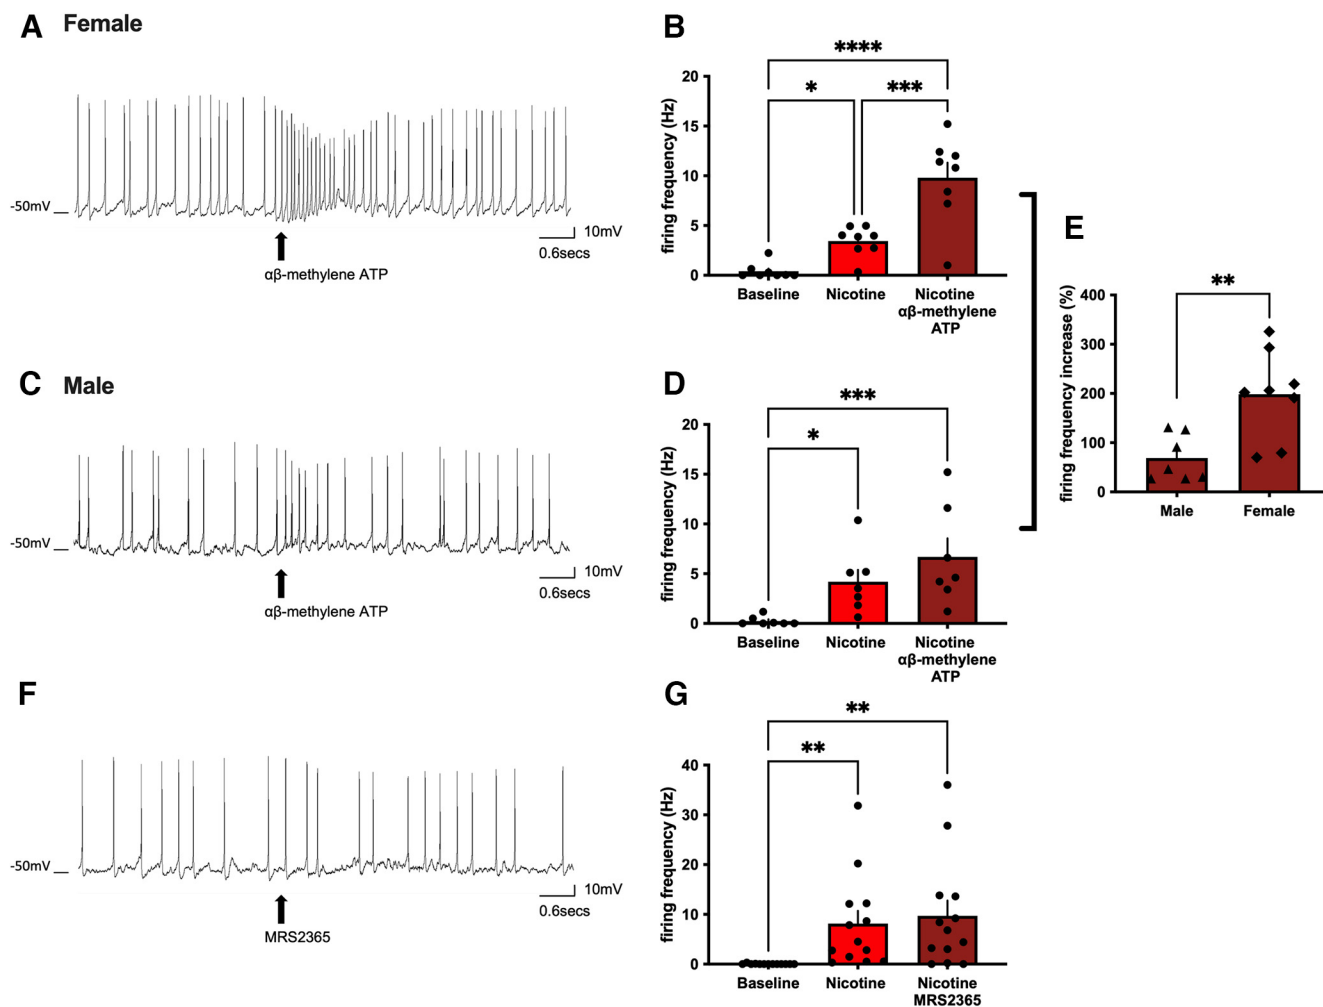 A Female
-50mV
10mV
0.6secs
αβ-methylene ATP
B
****
* ***
firing frequency (Hz)
20
15
10
5
0
Baseline Nicotine Nicotine
αβ-methylene
ATP
C Male
-50mV
10mV
0.6secs
αβ-methylene ATP
D
***
*
firing frequency (Hz)
20
15
10
5
0
Baseline Nicotine Nicotine
αβ-methylene
ATP
E
**
firing frequency increase (%)
400
300
200
100
0
Male Female
F
-50mV
10mV
0.6secs
MRS2365
G
**
**
firing frequency (Hz)
40
30
20
10
0
Baseline Nicotine Nicotine
MRS2365